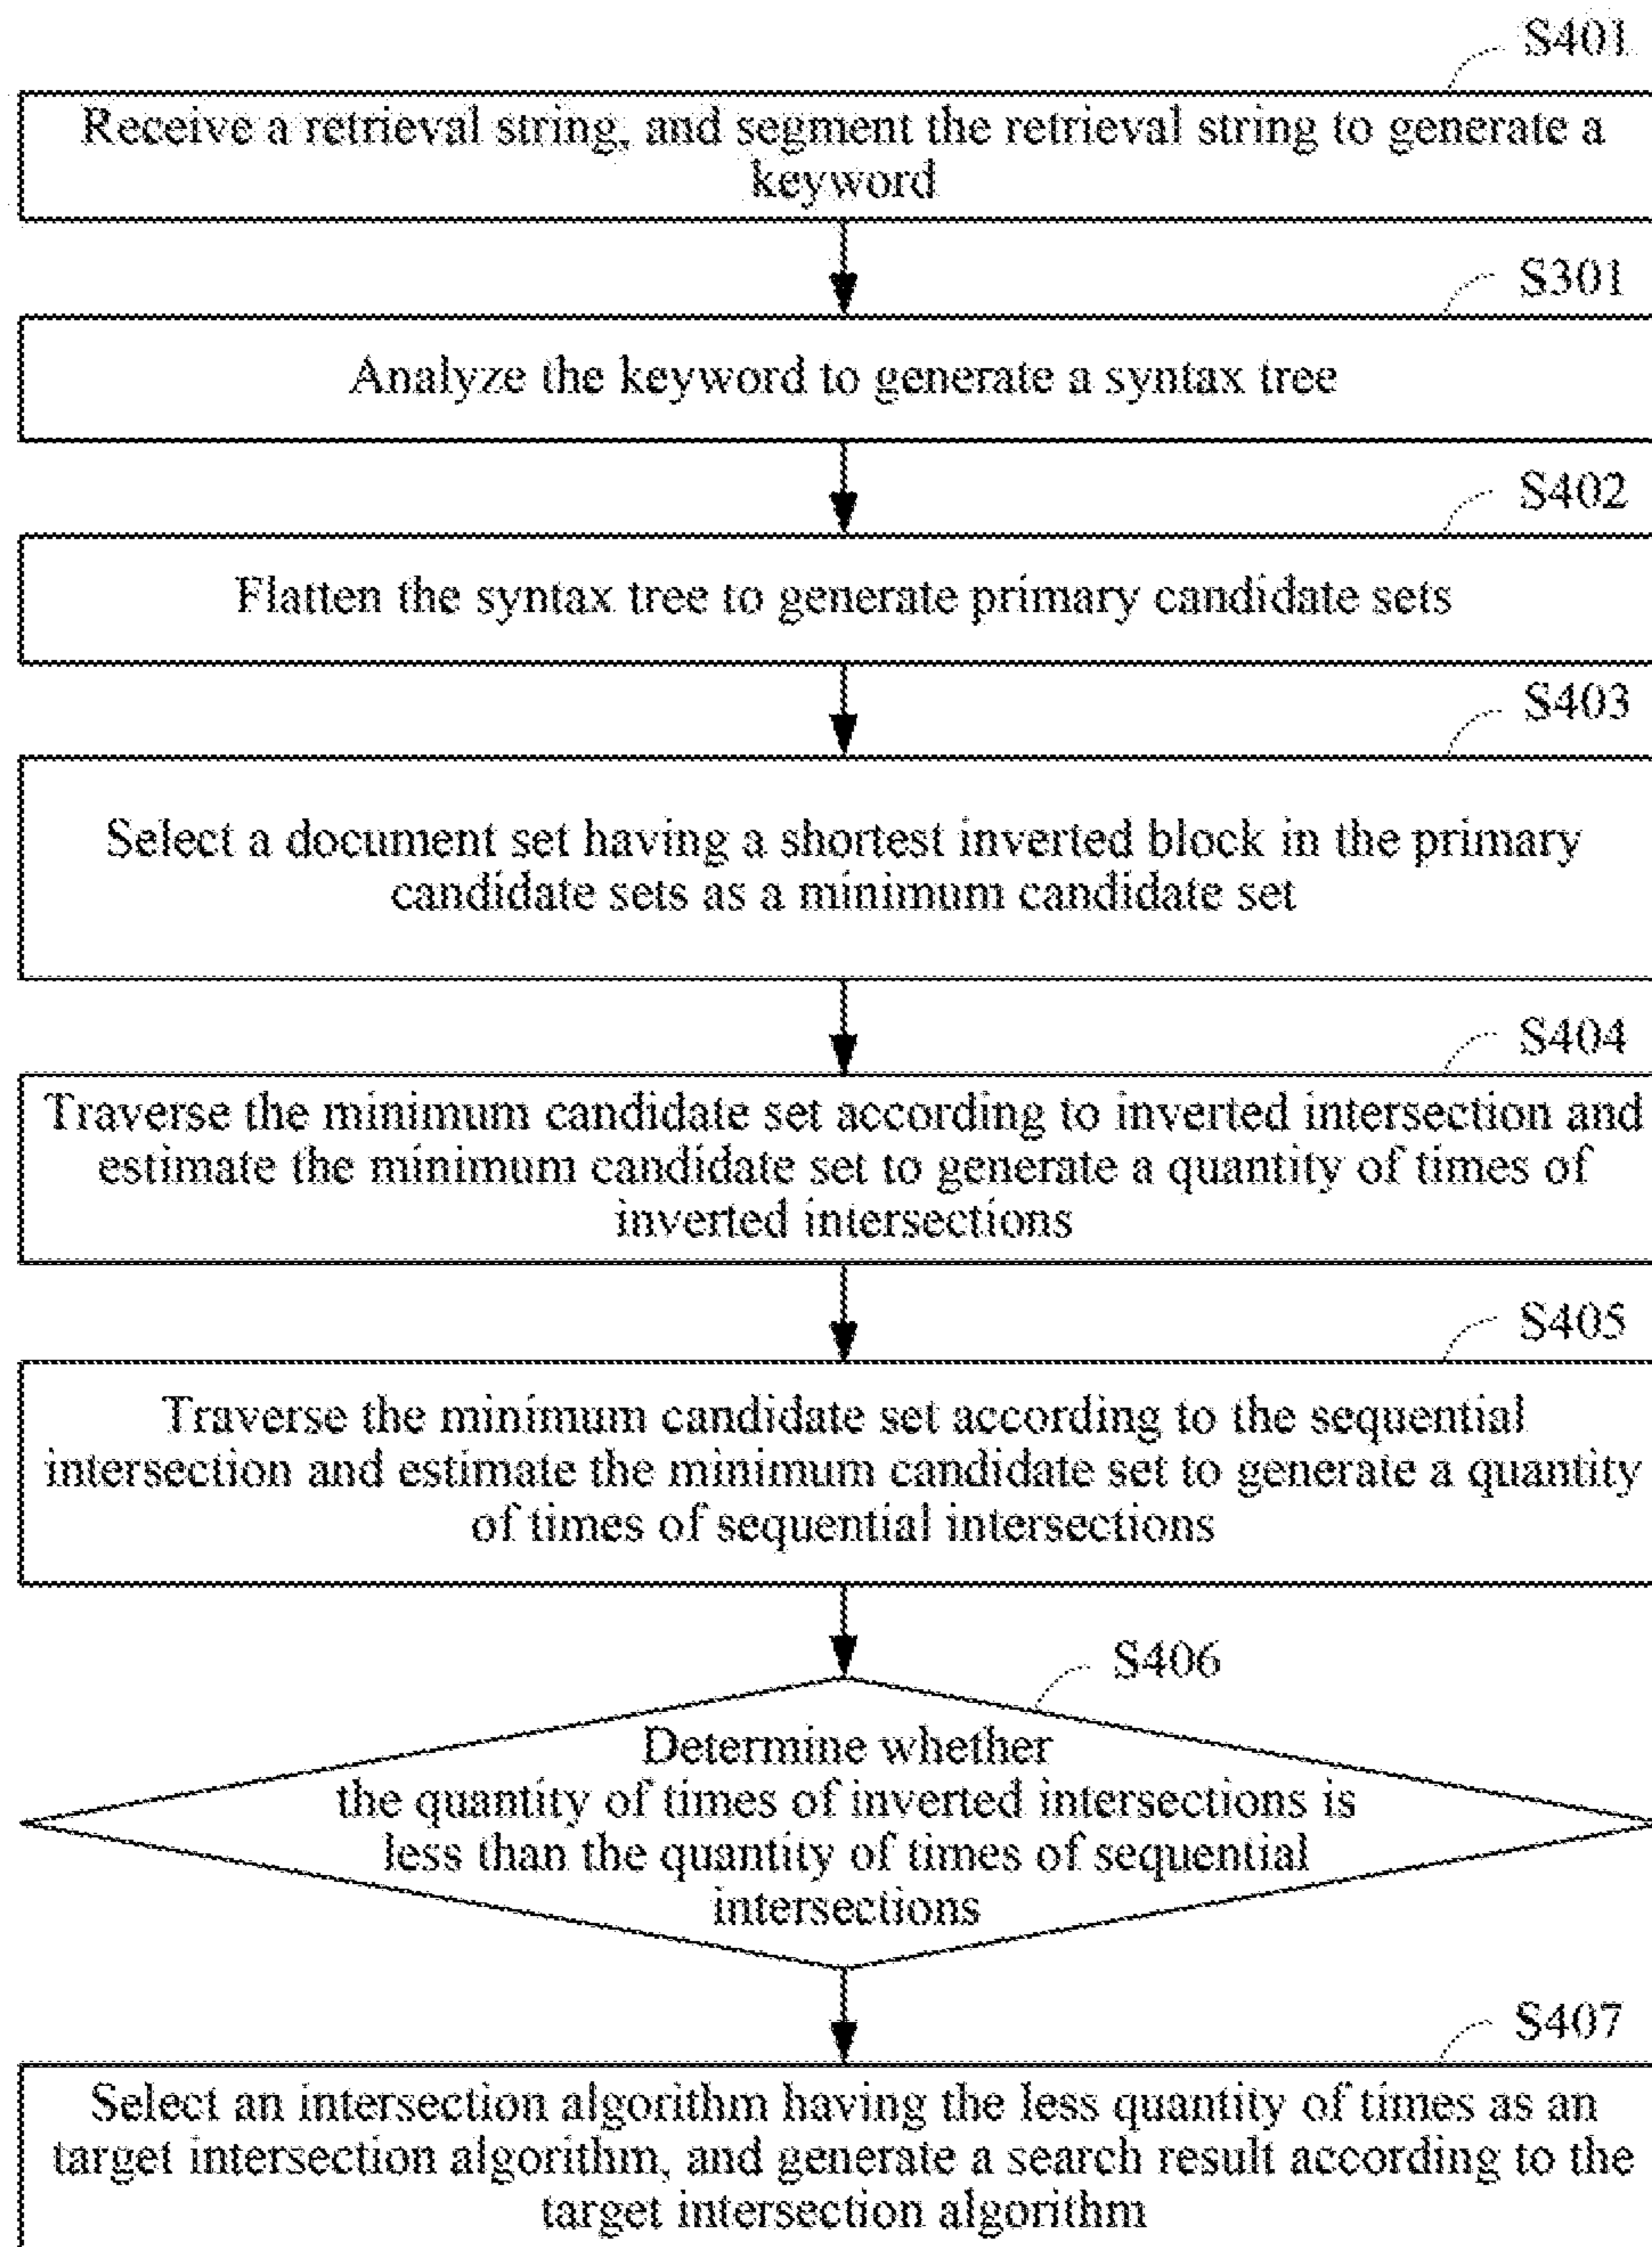 S401
Receive a retrieval string, and segment the retrieval string to generate a
keyword
S301
Analyze the keyword to generate a syntax tree
S402
Flatten the syntax tree to generate primary candidate sets
S403
Select a document set having a shortest inverted block in the primary
candidate sets as a minimum candidate set
S404
Traverse the minimum candidate set according to inverted intersection and
estimate the minimum candidate set to generate a quantity of times of
inverted intersections
S405
Traverse the minimum candidate set according to the sequential
intersection and estimate the minimum candidate set to generate a quantity
of times of sequential intersections
S406
Determine whether
the quantity of times of inverted intersections is
less than the quantity of times of sequential
intersections
S407
Select an intersection algorithm having the less quantity of times as an
target intersection algorithm, and generate a search result according to the
target intersection algorithm